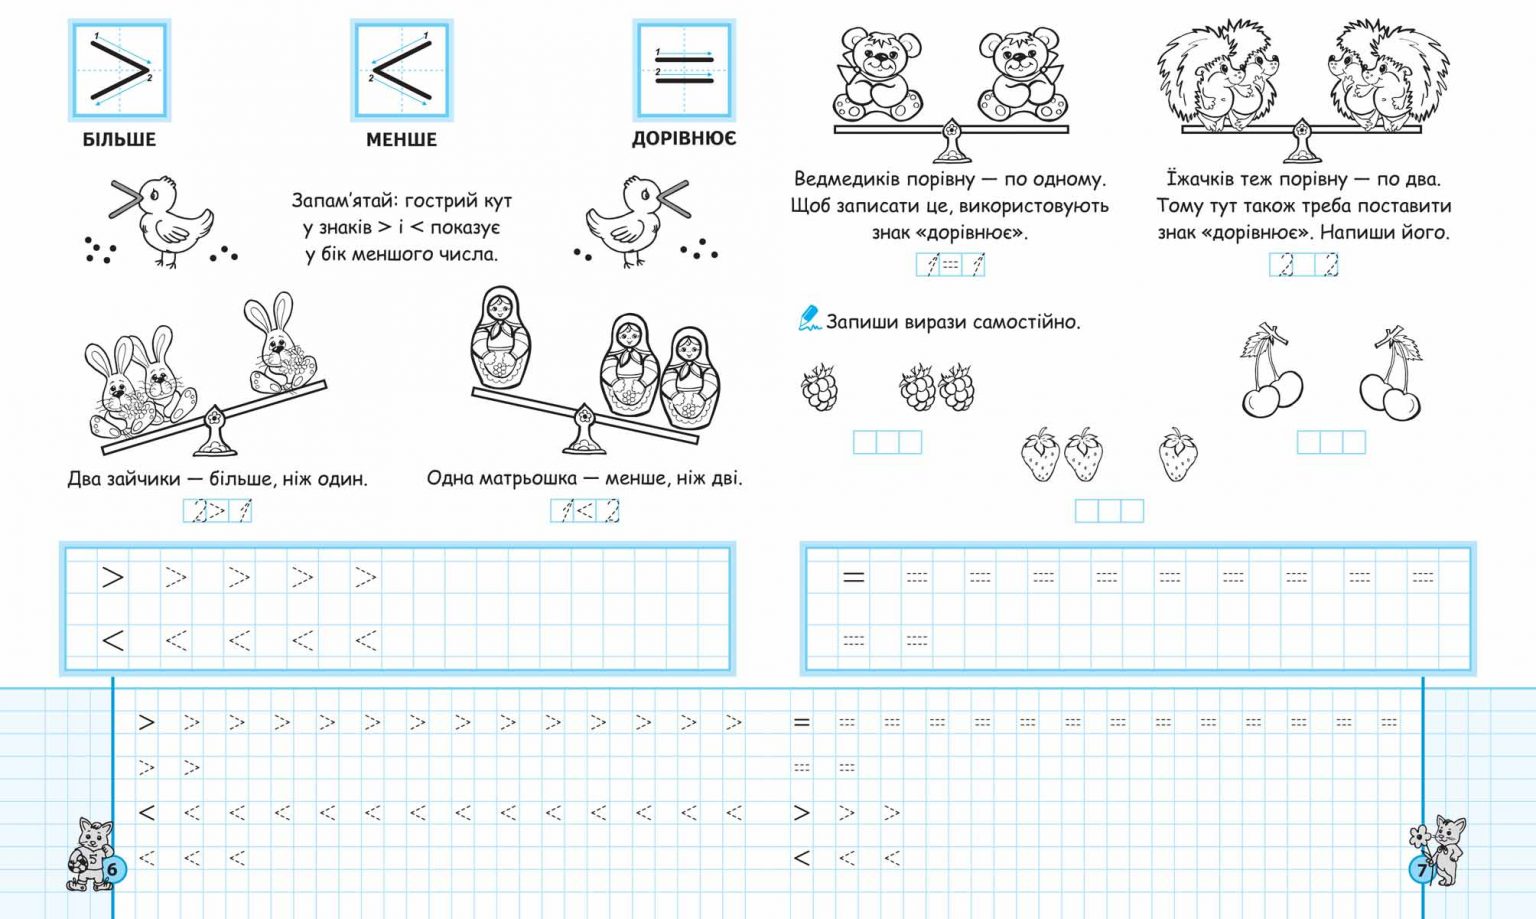 1
2
БІЛЬШЕ
1
2
МЕНШЕ
1
2
ДОРІВНЮЄ
Запам’ятай: гострий кут
у знаків > і < показує
у бік меншого числа.
Два зайчики — більше, ніж один.
2 > 1
Одна матрьошка — менше, ніж дві.
1 < 2
> > > > >
< < < < <
> > > > > > > > > > > > > >
> >
< < < < < < < < < < < < < <
< < <
5
6
Ведмедиків порівну — по одному.
Щоб записати це, використовують
знак «дорівнює».
1 = 1
Їжачків теж порівну — по два.
Тому тут також треба поставити
знак «дорівнює». Напиши його.
2 2
Запиши вирази самостійно.
= = = = = = = = = =
= =
= = = = = = = = = = = = = =
= =
> > >
< < <
7